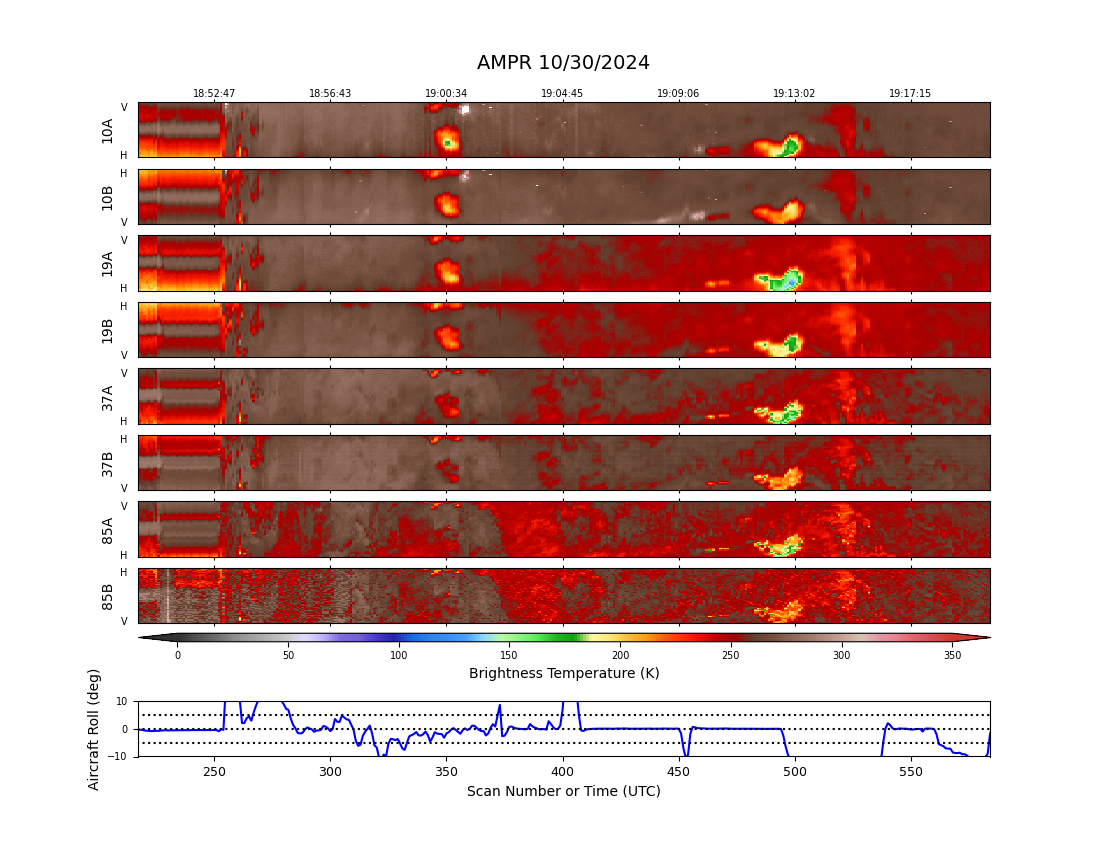 AMPR 10/30/2024
18:52:47 18:56:43 19:00:34 19:04:45 19:09:06 19:13:02 19:17:15
V
10A
H
H
10B
V
V
19A
H
H
19B
V
V
37A
H
H
37B
V
V
85A
H
H
85B
V
0 50 100 150 200 250 300 350
Brightness Temperature (K)
Aircraft Roll (deg)
10
0
−10
250 300 350 400 450 500 550
Scan Number or Time (UTC)